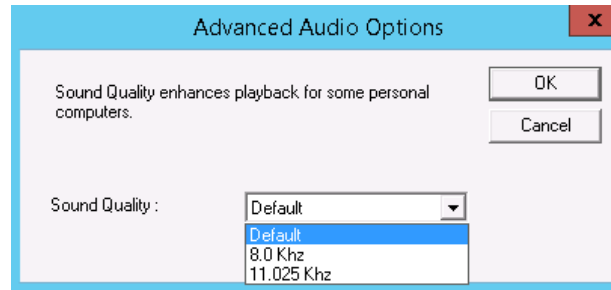 Advanced Audio Options
x
Sound Quality enhances playback for some personal
computers.
OK
Cancel
Sound Quality :
Default
Default
8.0 Khz
11.025 Khz